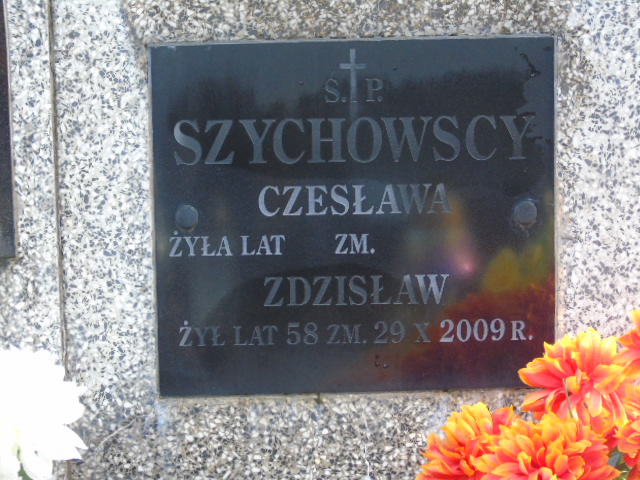 Ś. P.
SZYCHOWSCY
CZESŁAWA
ŻYŁA LAT ZM.
ZDZISŁAW
ŻYŁ LAT 58 ZM. 29 X 2009 R.